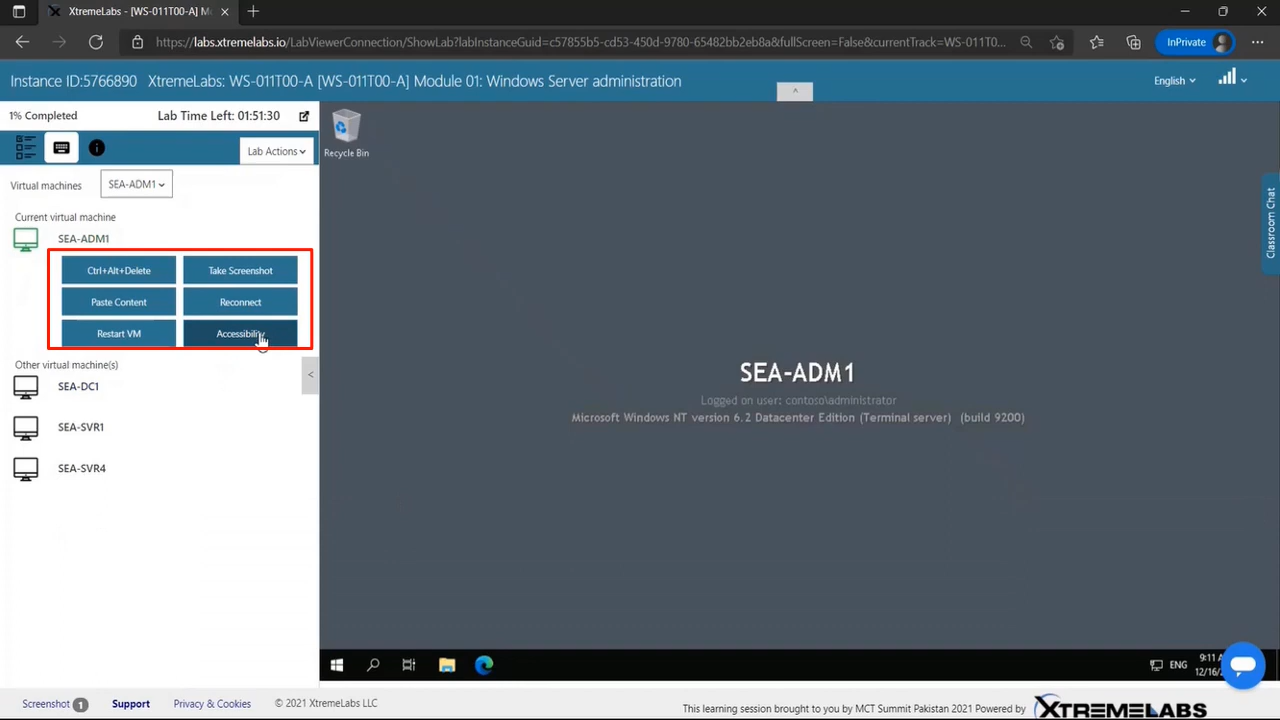 XtremeLabs - [WS-011T00-A] M
https://labs.xtremelabs.io/LabViewerConnection/ShowLab?labInstanceGuid=c57855b5-cd53-450d-9780-65482bb2eb8a&fullScreen=False&currentTrack=WS-011T0...
InPrivate
Instance ID:5766890 XtremeLabs: WS-011T00-A [WS-011T00-A] Module 01: Windows Server administration
English
1% Completed Lab Time Left: 01:51:30
Lab Actions
Recycle Bin
Virtual machines SEA-ADM1
Current virtual machine
SEA-ADM1
Ctrl+Alt+Delete Take Screenshot
Paste Content Reconnect
Restart VM Accessibility
Other virtual machine(s)
SEA-DC1
SEA-SVR1
SEA-SVR4
Classroom Chat
SEA-ADM1
Logged on user: contoso\administrator
Microsoft Windows NT version 6.2 Datacenter Edition (Terminal server) (build 9200)
ENG
9:11
12/16/
Screenshot 1 Support Privacy & Cookies © 2021 XtremeLabs LLC
This learning session brought to you by MCT Summit Pakistan 2021 Powered by XTREMELABS